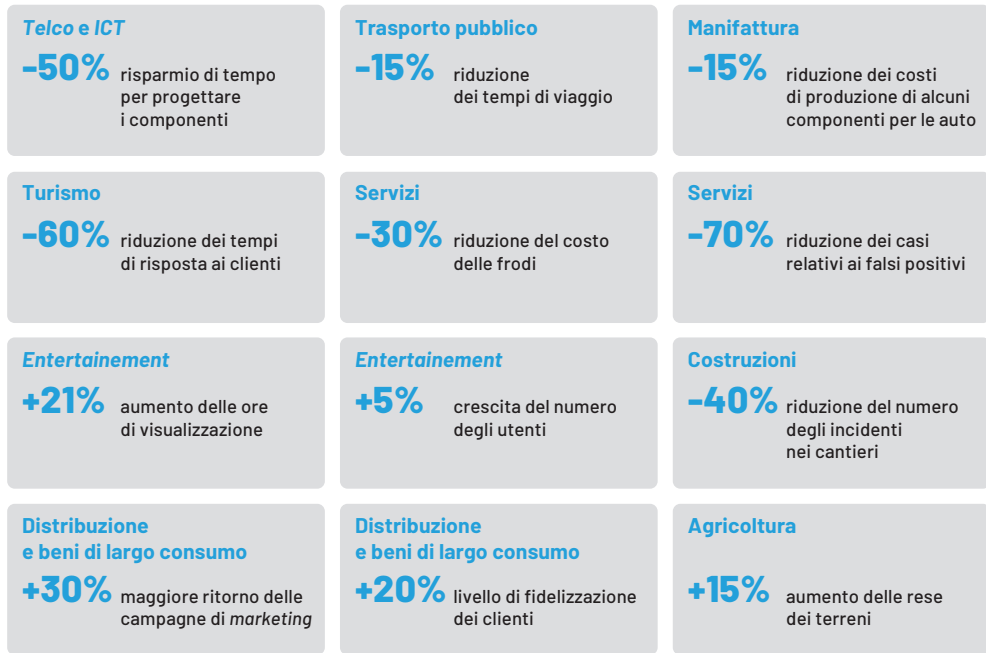 Telco e ICT
-50% risparmio di tempo
per progettare
i componenti
Trasporto pubblico
-15% riduzione
dei tempi di viaggio
Manifattura
-15% riduzione dei costi
di produzione di alcuni
componenti per le auto
Turismo
-60% riduzione dei tempi
di risposta ai clienti
Servizi
-30% riduzione del costo
delle frodi
Servizi
-70% riduzione dei casi
relativi ai falsi positivi
Entertainement
+21% aumento delle ore
di visualizzazione
Entertainement
+5% crescita del numero
degli utenti
Costruzioni
-40% riduzione del numero
degli incidenti
nei cantieri
Distribuzione
e beni di largo consumo
+30% maggiore ritorno delle
campagne di marketing
Distribuzione
e beni di largo consumo
+20% livello di fidelizzazione
dei clienti
Agricoltura
+15% aumento delle rese
dei terreni